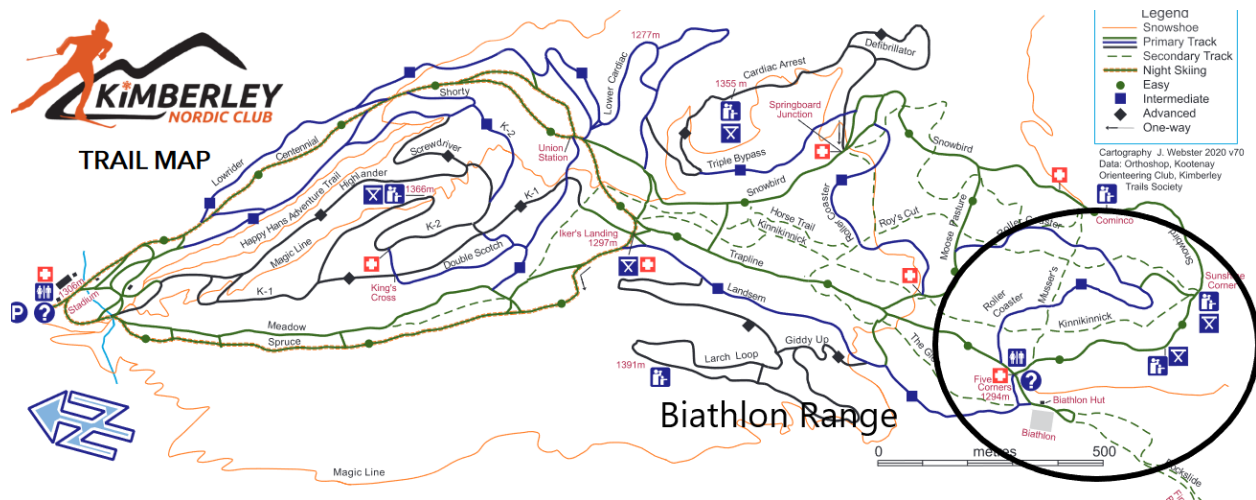 KiMBERLEY
NORDIC CLUB
TRAIL MAP
Legend
Snowshoe
Primary Track
Secondary Track
Night Skiing
Easy
Intermediate
Advanced
One-way
Cartography J. Webster 2020 v70
Data: Orthoshop, Kootenay
Orienteering Club, Kimberley
Trails Society
1277m
Lower Cardiac
Shorty
Centennial
Lowrider
K-2
Screwdriver
Union
Station
Happy Hans Adventure Trail
Highlander
1366m
Magic Line
K-1
K-2
Double Scotch
King's
Cross
K-1
Iker's Landing
1297m
1306m
Stadium
P
?
Meadow
Spruce
Magic Line
Cardiac Arrest
Defibrillator
1355 m
Springboard
Junction
Triple Bypass
Snowbird
Snowbird
Roller Coaster
Roy's Cut
Horse Trail
Kinnikinnick
Trapline
Moose Pasture
Roller Coaster
Cominco
Snowbird
Sunshine
Corner
Landsem
Larch Loop
Giddy Up
1391m
Roller
Coaster
Musser's
Kinnikinnick
Five
Corners
1294m
?
Biathlon Hut
Biathlon
Biathlon Range
0 metres 500